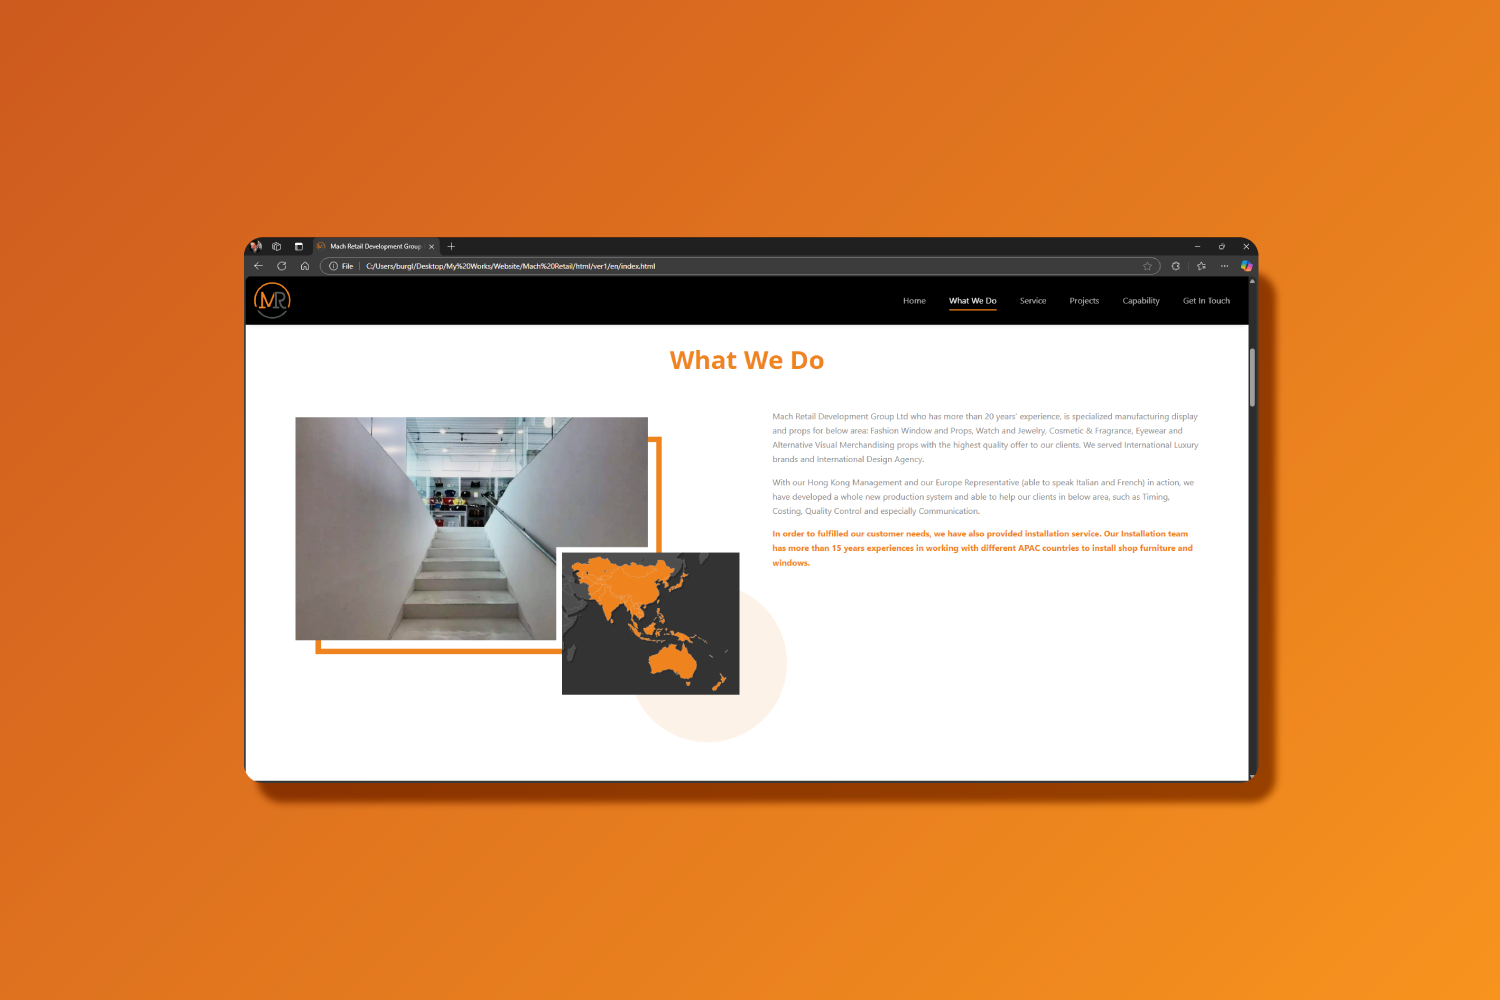 Mach Retail Development Group
File
C:/Users/burgl/Desktop/My%20Works/Website/Mach%20Retail/html/ver1/en/index.html
MR
Home
What We Do
Service
Projects
Capability
Get In Touch
What We Do
Mach Retail Development Group Ltd who has more than 20 years' experience, is specialized manufacturing display
and props for below area: Fashion Window and Props, Watch and Jewelry, Cosmetic & Fragrance, Eyewear and
Alternative Visual Merchandising props with the highest quality offer to our clients. We served International Luxury
brands and International Design Agency.
With our Hong Kong Management and our Europe Representative (able to speak Italian and French) in action, we
have developed a whole new production system and able to help our clients in below area, such as Timing,
Costing, Quality Control and especially Communication.
In order to fulfilled our customer needs, we have also provided installation service. Our Installation team
has more than 15 years experiences in working with different APAC countries to install shop furniture and
windows.